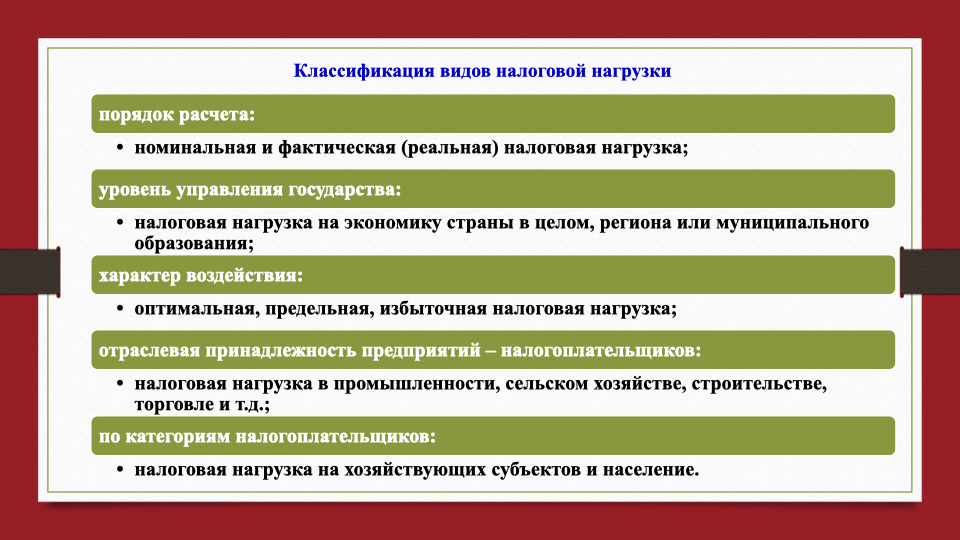 Классификация видов налоговой нагрузки
порядок расчета:
• номинальная и фактическая (реальная) налоговая нагрузка;
уровень управления государства:
• налоговая нагрузка на экономику страны в целом, региона или муниципального
образования;
характер воздействия:
• оптимальная, предельная, избыточная налоговая нагрузка;
отраслевая принадлежность предприятий – налогоплательщиков:
• налоговая нагрузка в промышленности, сельском хозяйстве, строительстве,
торговле и т.д.;
по категориям налогоплательщиков:
• налоговая нагрузка на хозяйствующих субъектов и население.